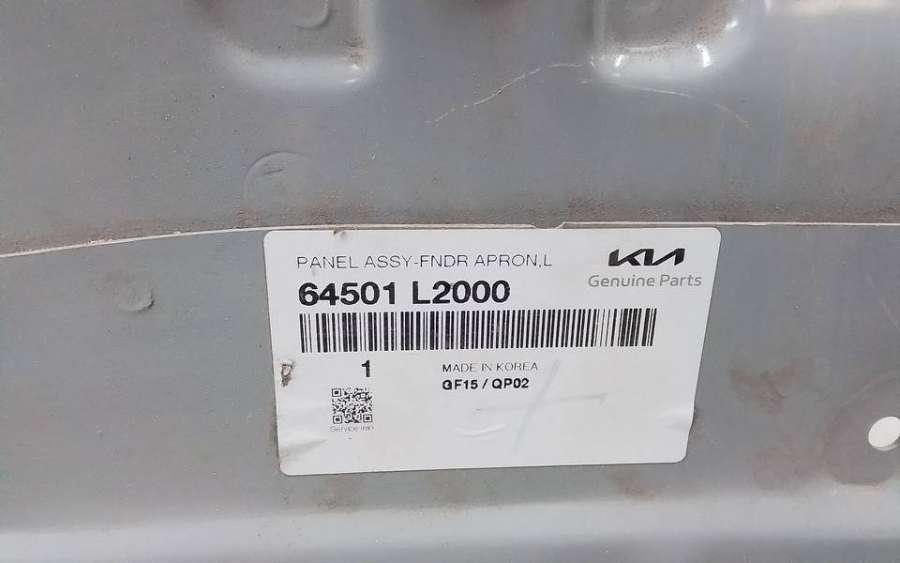 PANEL ASSY-FNDR APRON,L
KIA
Genuine Parts
64501 L2000
1
MADE IN KOREA
GF15 / QP02